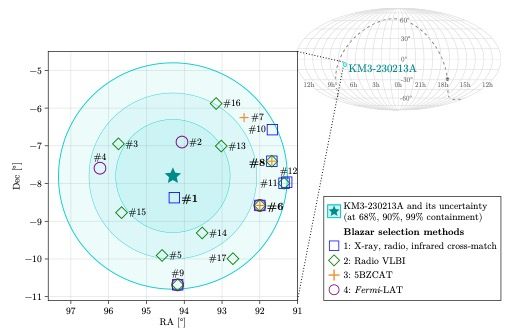 60°
30°
KM3-230213A
12h
9h
6h
3h
0h
21h
18h
15h
12h
-30°
-60°
−5
−6
−7
−8
−9
−10
−11
Dec [°]
#16
#7
#10
#3
#2
#13
#4
#8
#12
#11
#1
#6
#15
#14
#5
#17
#9
97 96 95 94 93 92 91
RA [°]
KM3-230213A and its uncertainty
(at 68%, 90%, 99% containment)
Blazar selection methods
1: X-ray, radio, infrared cross-match
2: Radio VLBI
3: 5BZCAT
4: Fermi-LAT